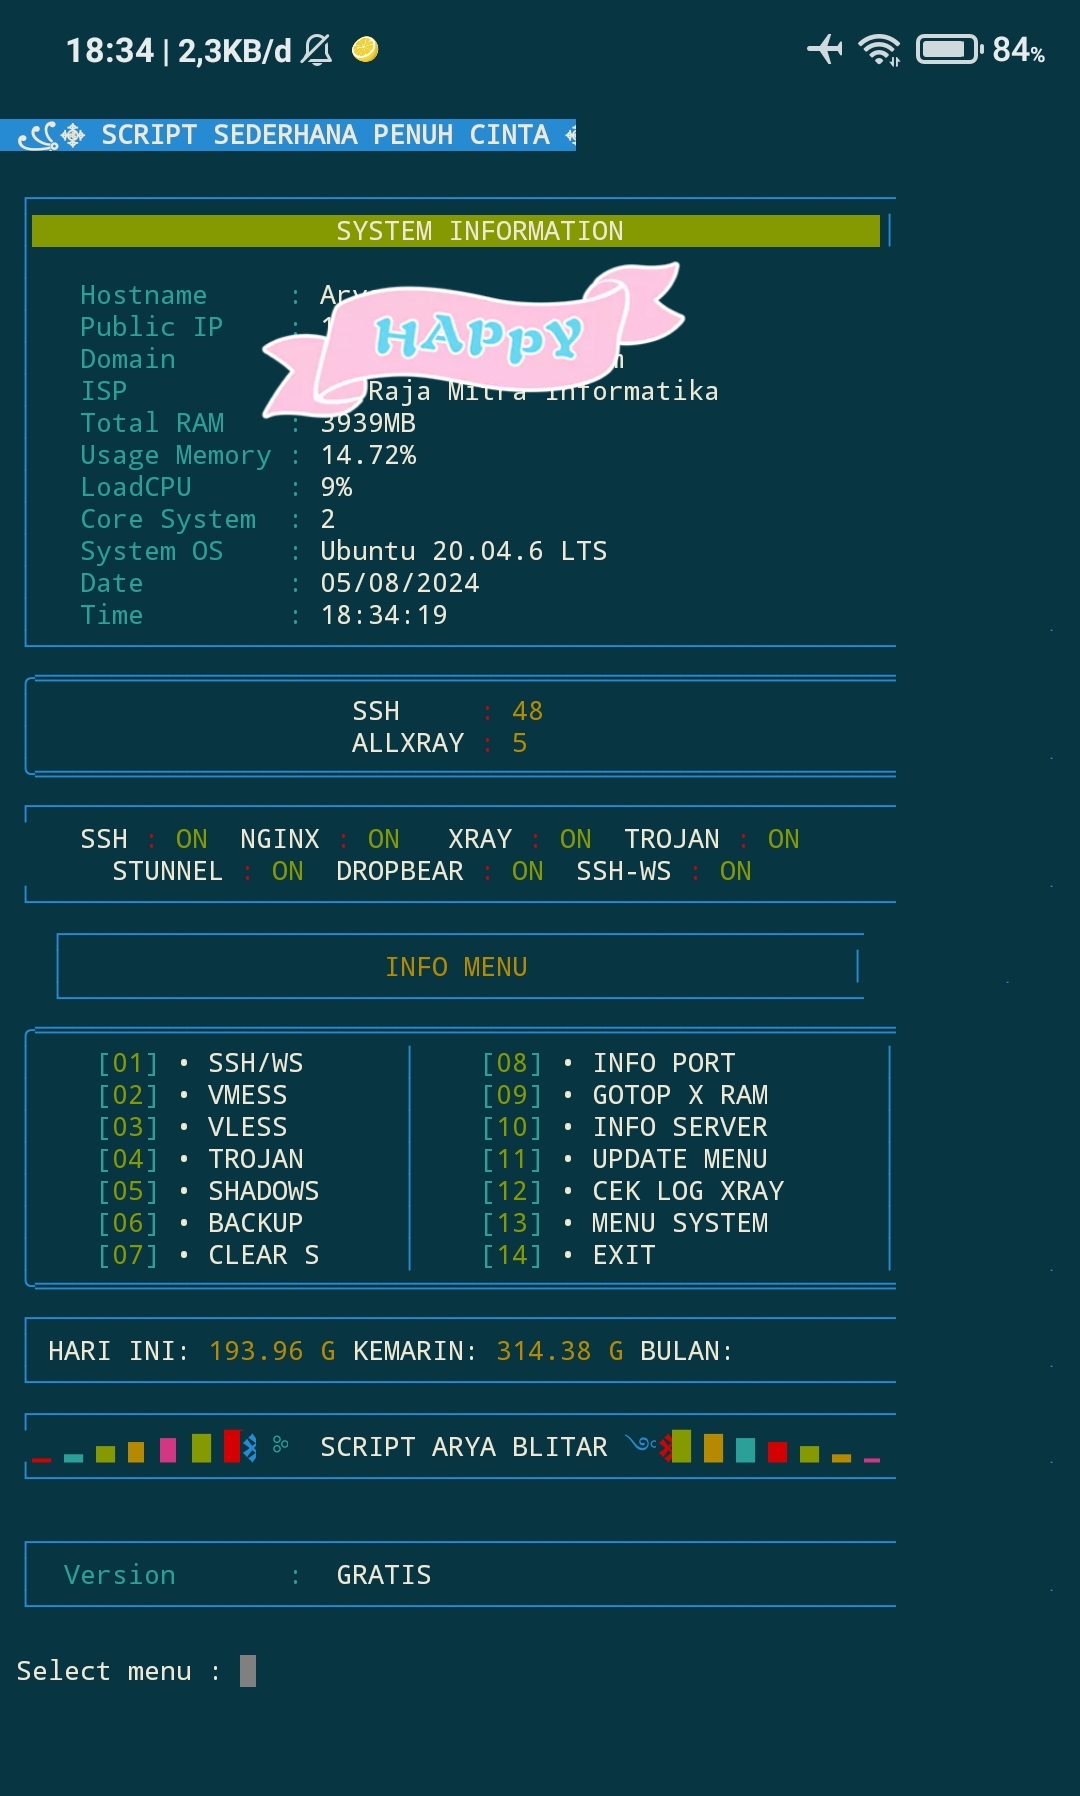 18:34 | 2,3KB/d 84%
SCRIPT SEDERHANA PENUH CINTA
SYSTEM INFORMATION
Hostname :
Public IP :
HAppy
Domain
ISP Raja Mitra Informatika
Total RAM : 3939MB
Usage Memory : 14.72%
LoadCPU : 9%
Core System : 2
System OS : Ubuntu 20.04.6 LTS
Date : 05/08/2024
Time : 18:34:19
SSH : 48
ALLXRAY : 5
SSH : ON NGINX : ON XRAY : ON TROJAN : ON
STUNNEL : ON DROPBEAR : ON SSH-WS : ON
INFO MENU
[01] • SSH/WS [08] • INFO PORT
[02] • VMESS [09] • GOTOP X RAM
[03] • VLESS [10] • INFO SERVER
[04] • TROJAN [11] • UPDATE MENU
[05] • SHADOWS [12] • CEK LOG XRAY
[06] • BACKUP [13] • MENU SYSTEM
[07] • CLEAR S [14] • EXIT
HARI INI: 193.96 G KEMARIN: 314.38 G BULAN:
SCRIPT ARYA BLITAR
Version : GRATIS
Select menu :